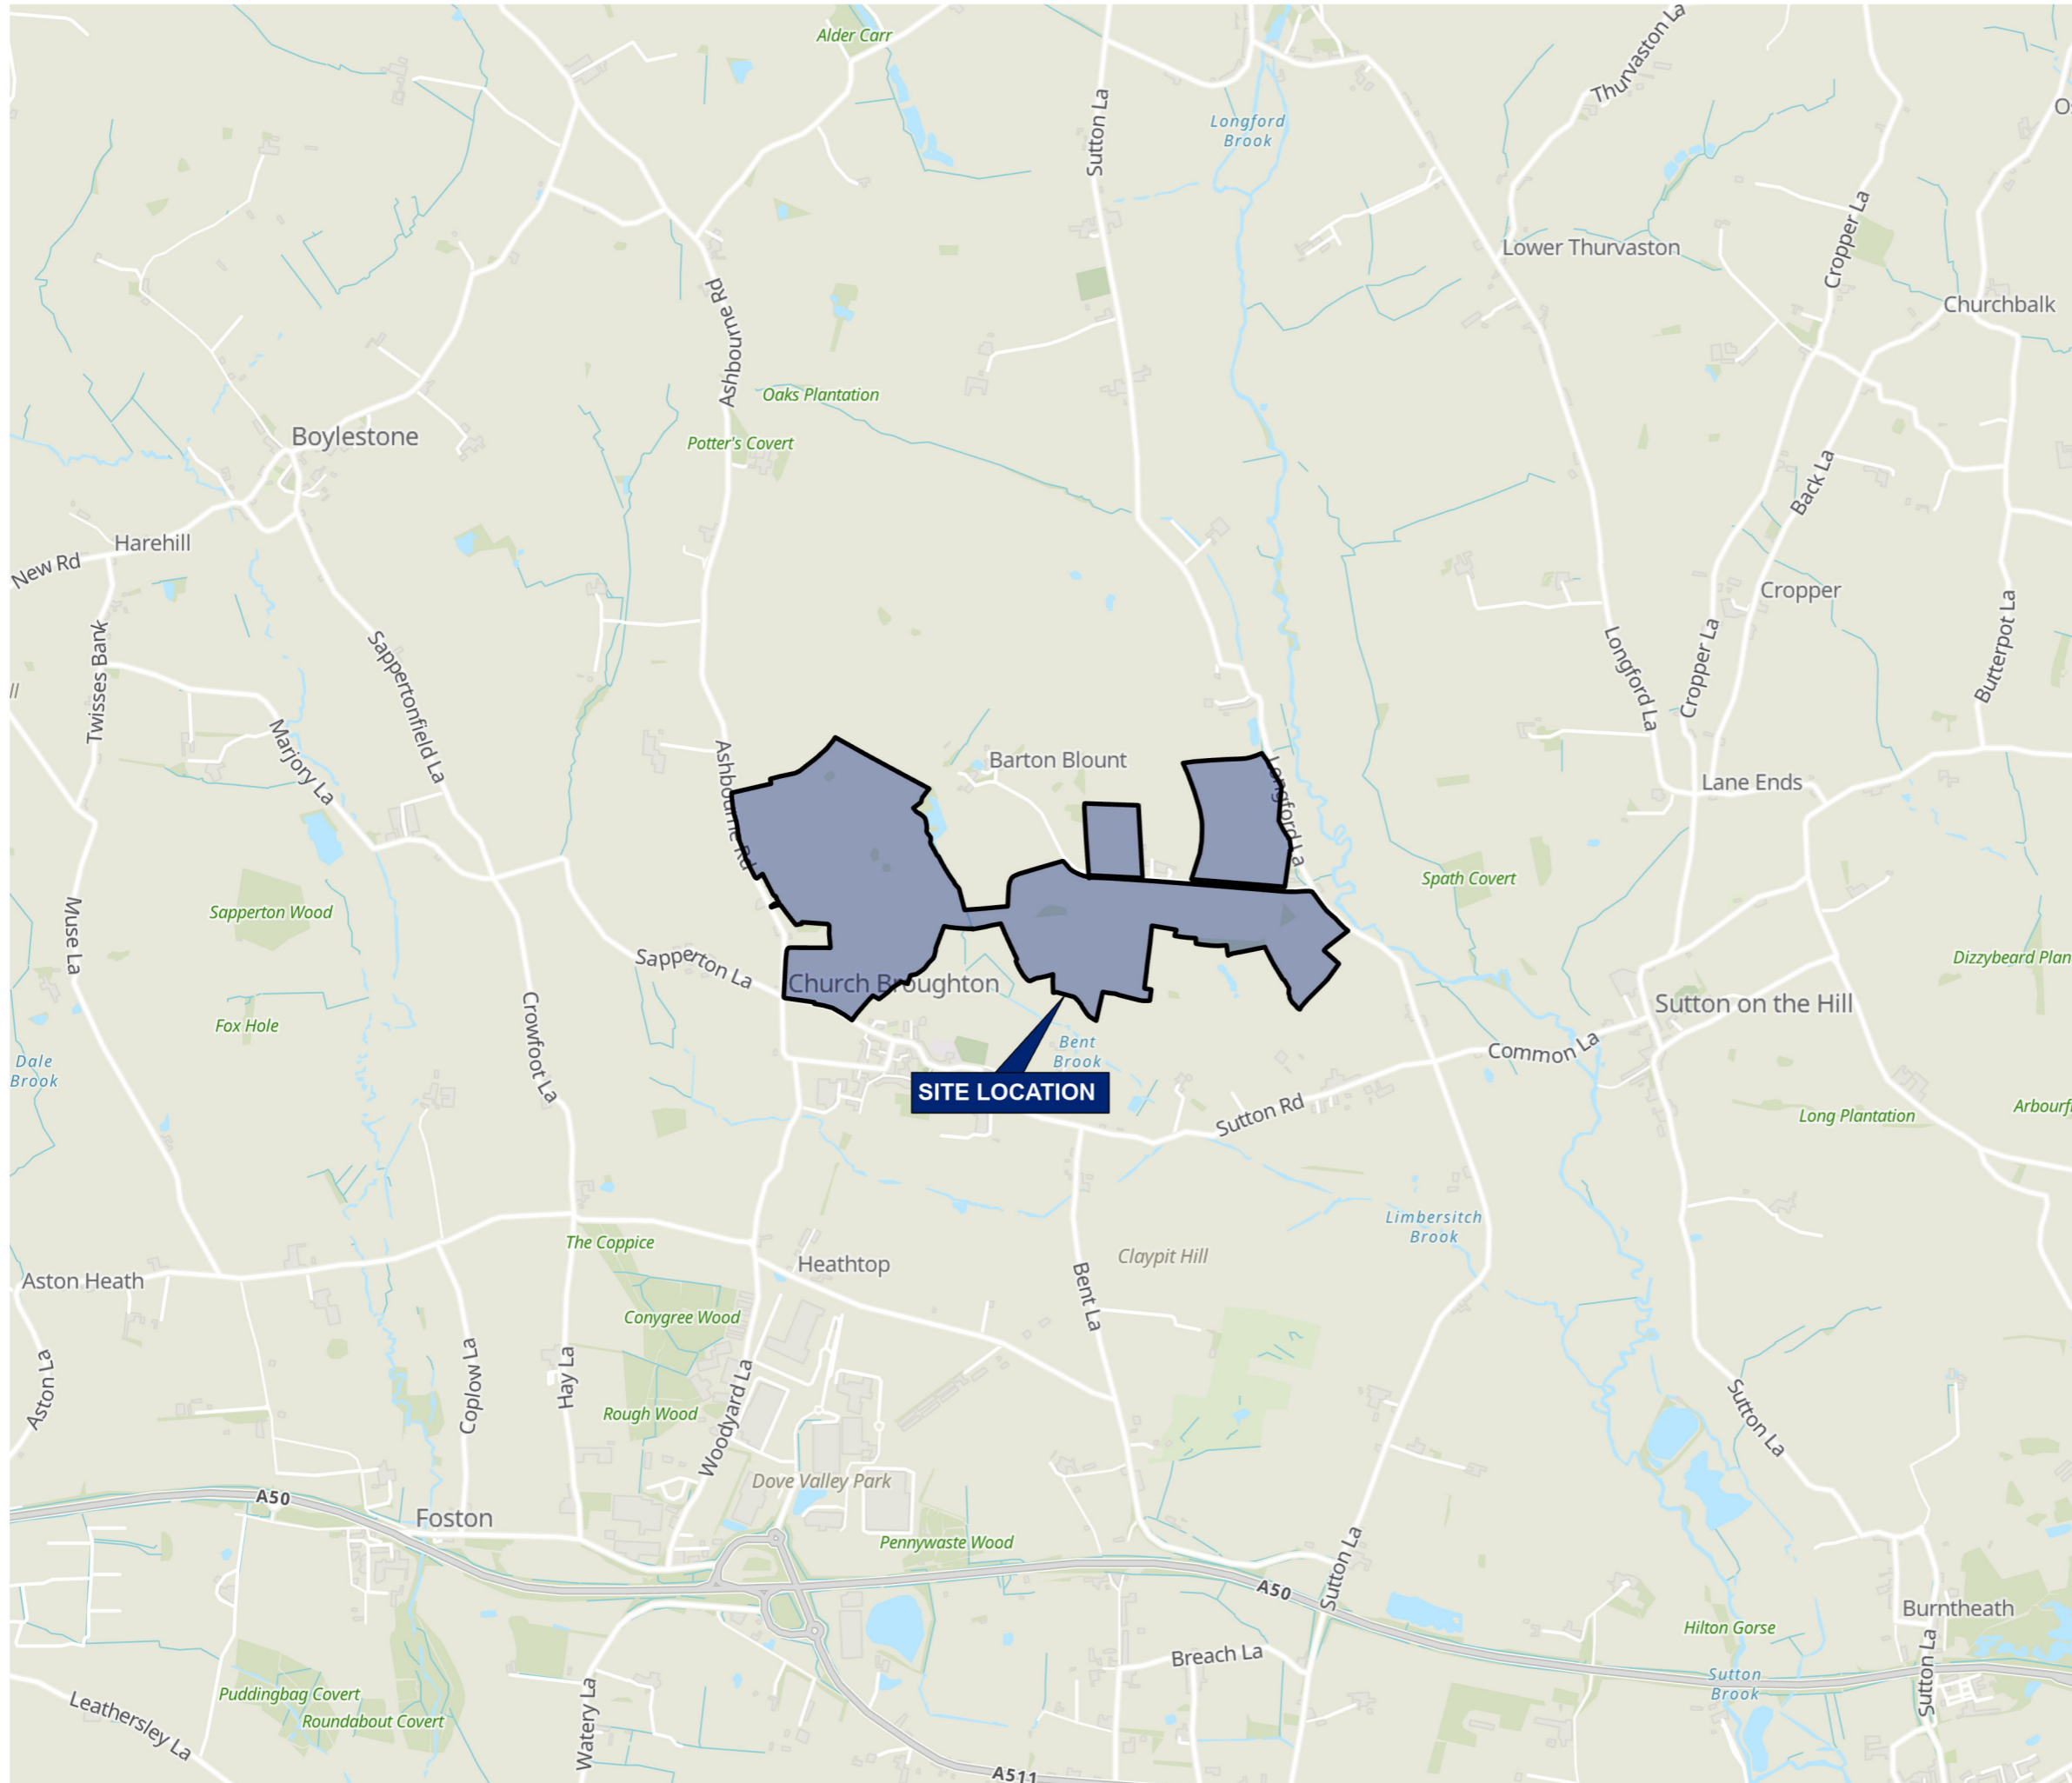 Alder Carr
Thurvaston La
Sutton La
Longford
Brook
Cropper La
Lower Thurvaston
Churchbalk
Ashbourne Rd
Oaks Plantation
Potter's Covert
Boylestone
Back La
Harehill
New Rd
Cropper
Butterpot La
Twisses Bank
Sappertonfield La
Longford La
Cropper La
Marjory La
Ashbourne Rd
Barton Blount
Longford La
Lane Ends
Spath Covert
Sapperton Wood
Muse La
Sapperton La
Church Broughton
Dizzybeard Plan
Sutton on the Hill
Fox Hole
Crowfoot La
Dale
Brook
Bent
Brook
Common La
SITE LOCATION
Sutton Rd
Long Plantation
Limbersitch
Brook
The Coppice
Heathtop
Claypit Hill
Aston Heath
Bent La
Conygree Wood
Aston La
Coplow La
Hay La
Woodyard La
Rough Wood
Sutton La
Dove Valley Park
A50
Foston
Pennywaste Wood
Sutton La
A50
Burntheath
Hilton Gorse
Breach La
Sutton La
Sutton
Brook
Puddingbag Covert
Roundabout Covert
Leathersley La
Watery La
A511